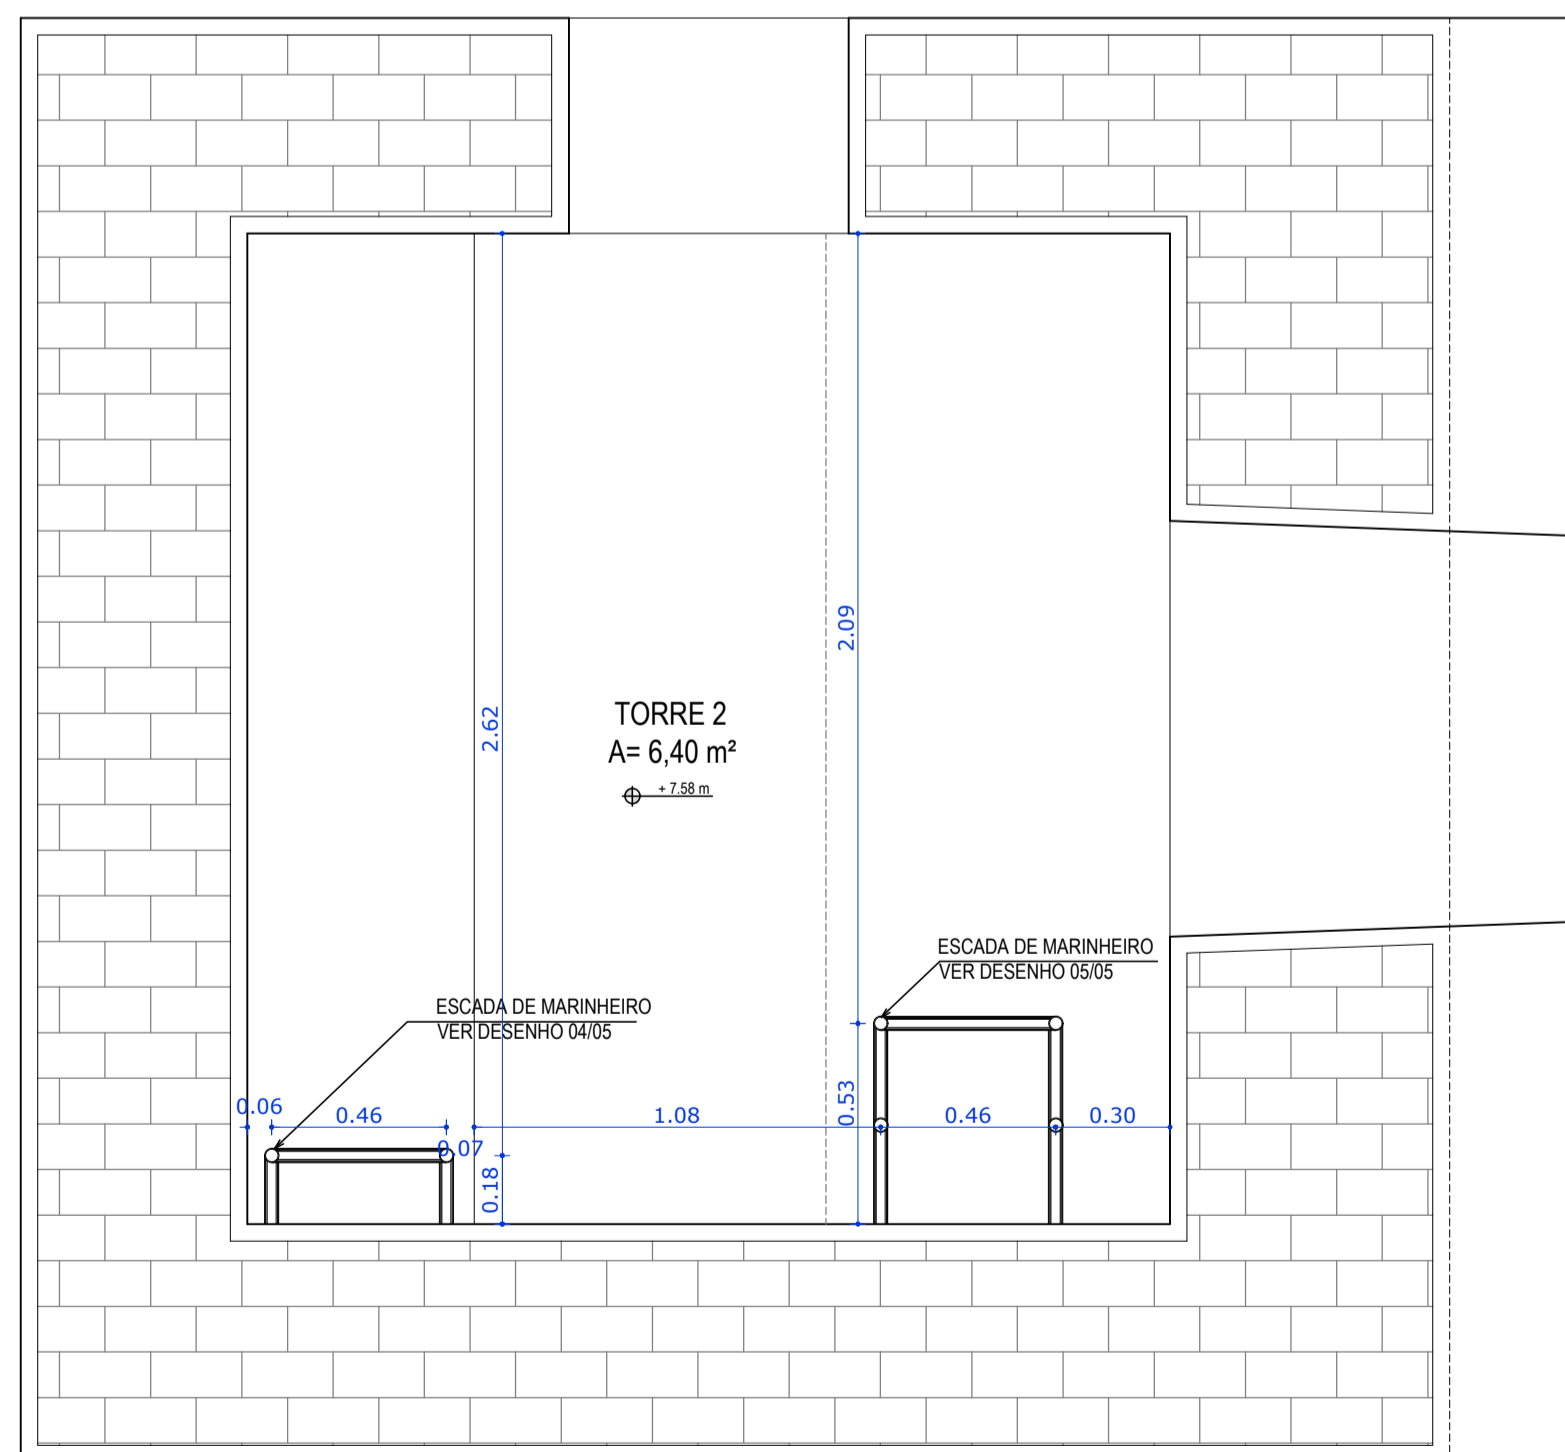 2.09
2.62
TORRE 2
A= 6,40 m²
+ 7.58 m
ESCADA DE MARINHEIRO
VER DESENHO 05/05
ESCADA DE MARINHEIRO
VER DESENHO 04/05
0.06
0.46
0.07
1.08
0.53
0.46
0.30
0.18